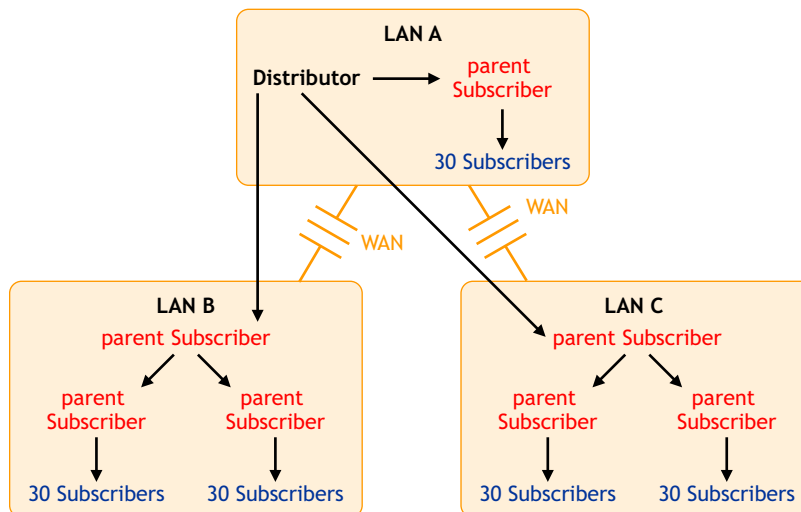 LAN A
Distributor
parent
Subscriber
30 Subscribers
WAN
WAN
LAN B
parent Subscriber
parent
Subscriber
parent
Subscriber
30 Subscribers
30 Subscribers
LAN C
parent Subscriber
parent
Subscriber
parent
Subscriber
30 Subscribers
30 Subscribers